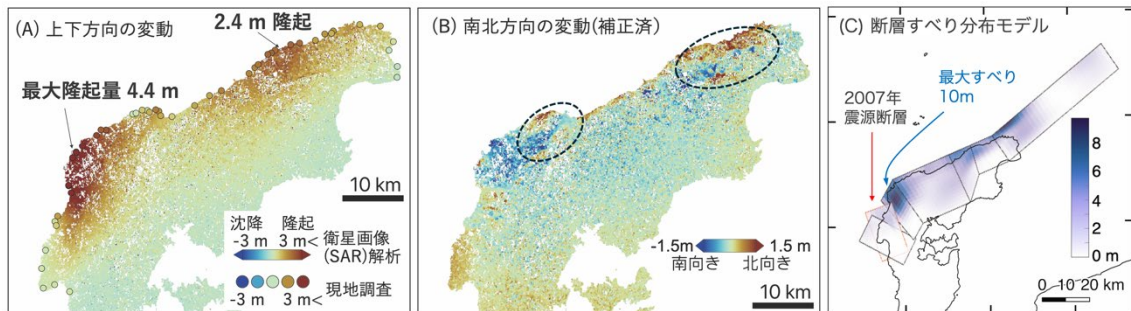 (A) 上下方向の変動
2.4 m 隆起
最大隆起量 4.4 m
10 km
沈降 隆起
-3 m 3 m<
衛星画像
(SAR)解析
-3 m 3 m<
現地調査
(B) 南北方向の変動(補正済)
-1.5m 1.5 m
南向き 北向き
10 km
(C) 断層すべり分布モデル
最大すべり
10m
2007年
震源断層
8
6
4
2
0 m
0 10 20 km